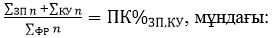 (∑ЗП n + ∑КУ n) / ∑ФР n = ПК%ЗП,КУ, мұндағы: